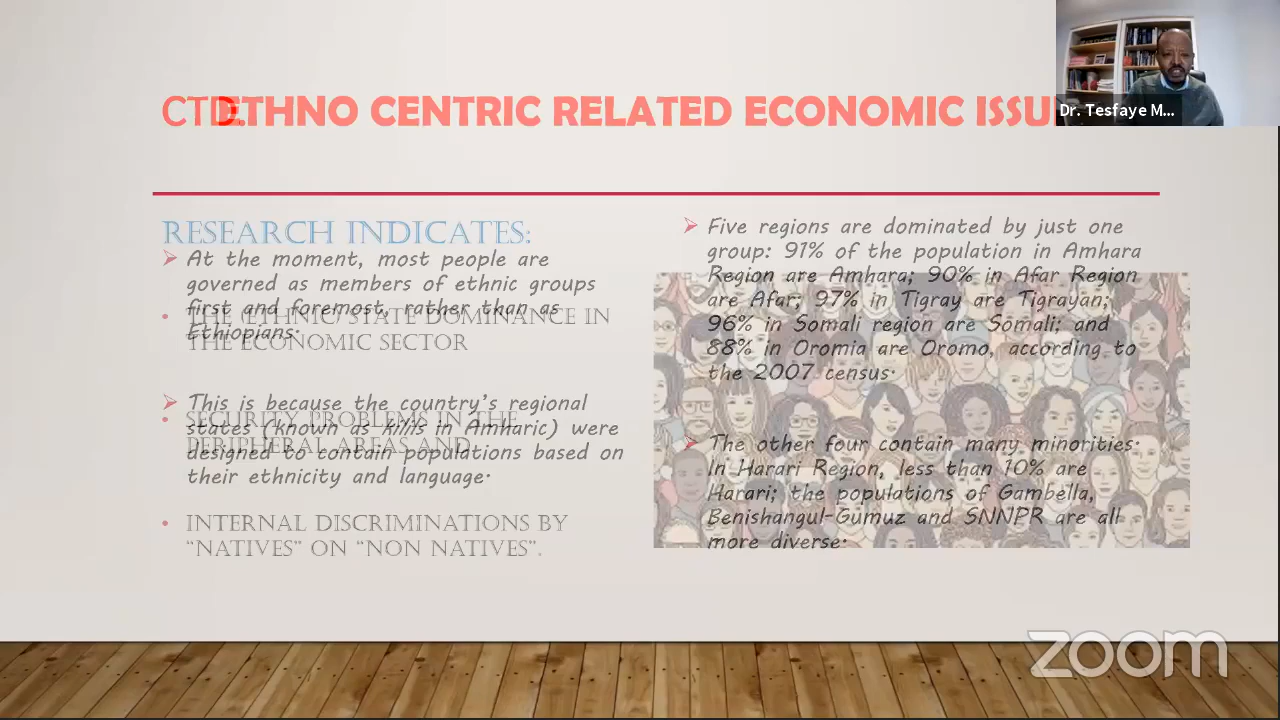 CTD.
ETHNO CENTRIC RELATED ECONOMIC ISSU
Dr. Tesfaye M...
RESEARCH INDICATES:
➢ At the moment, most people are
governed as members of ethnic groups
first and foremost, rather than as
Ethiopians.
• THE (ETHNIC) STATE DOMINANCE IN
THE ECONOMIC SECTOR
➢ This is because the country's regional
states (known as kilils in Amharic) were
designed to contain populations based on
their ethnicity and language.
• SECURITY PROBLEMS IN THE
PERIPHERAL AREAS AND
• INTERNAL DISCRIMINATIONS BY
“NATIVES” ON “NON NATIVES”.
➢ Five regions are dominated by just one
group: 91% of the population in Amhara
Region are Amhara; 90% in Afar Region
are Afar; 97% in Tigray are Tigrayan;
96% in Somali region are Somali; and
88% in Oromia are Oromo, according to
the 2007 census.
➢ The other four contain many minorities.
In Harari Region, less than 10% are
Harari; the populations of Gambella,
Benishangul-Gumuz and SNNPR are all
more diverse.
zoom